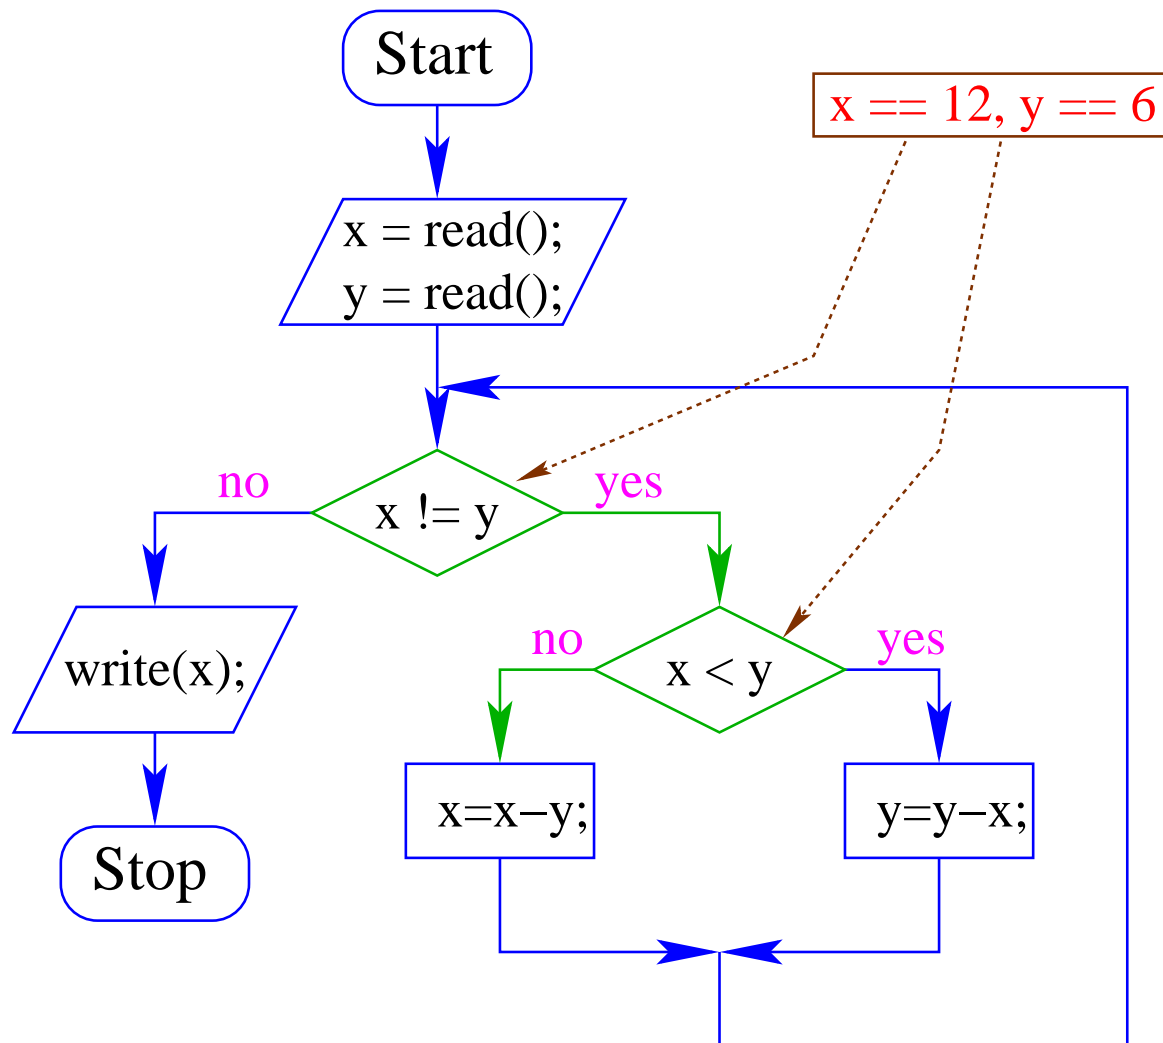 Start
x == 12, y == 6
x = read();
y = read();
no
yes
x != y
no
yes
write(x);
x < y
x=x−y;
y=y−x;
Stop